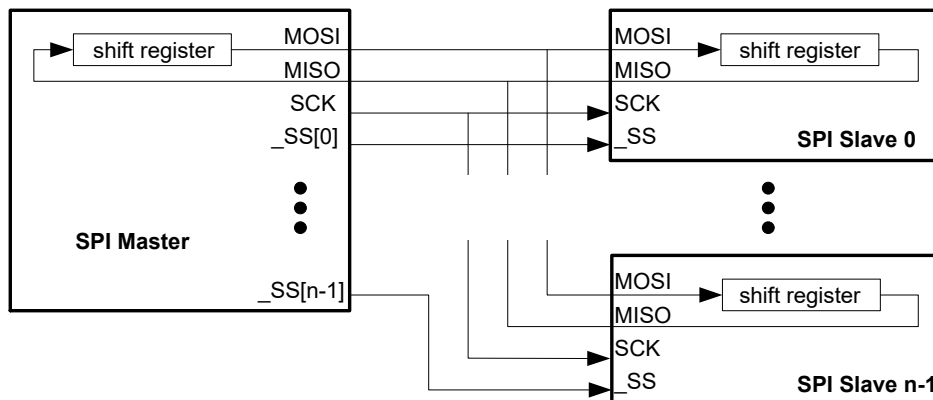 MOSI
shift register
MISO
SCK
_SS[0]
SPI Master
_SS[n-1]
MOSI
shift register
MISO
SCK
_SS
SPI Slave 0
MOSI
shift register
MISO
SCK
_SS
SPI Slave n-1